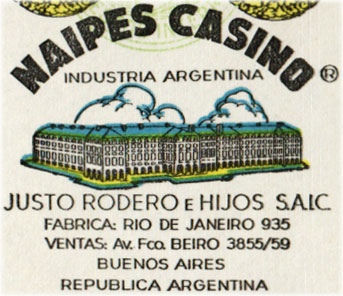 NAIPES CASINO ®
INDUSTRIA ARGENTINA
JUSTO RODERO E HIJOS S.A.I.C.
FABRICA: RIO DE JANEIRO 935
VENTAS: Av. Fco. BEIRO 3855/59
BUENOS AIRES
REPUBLICA ARGENTINA